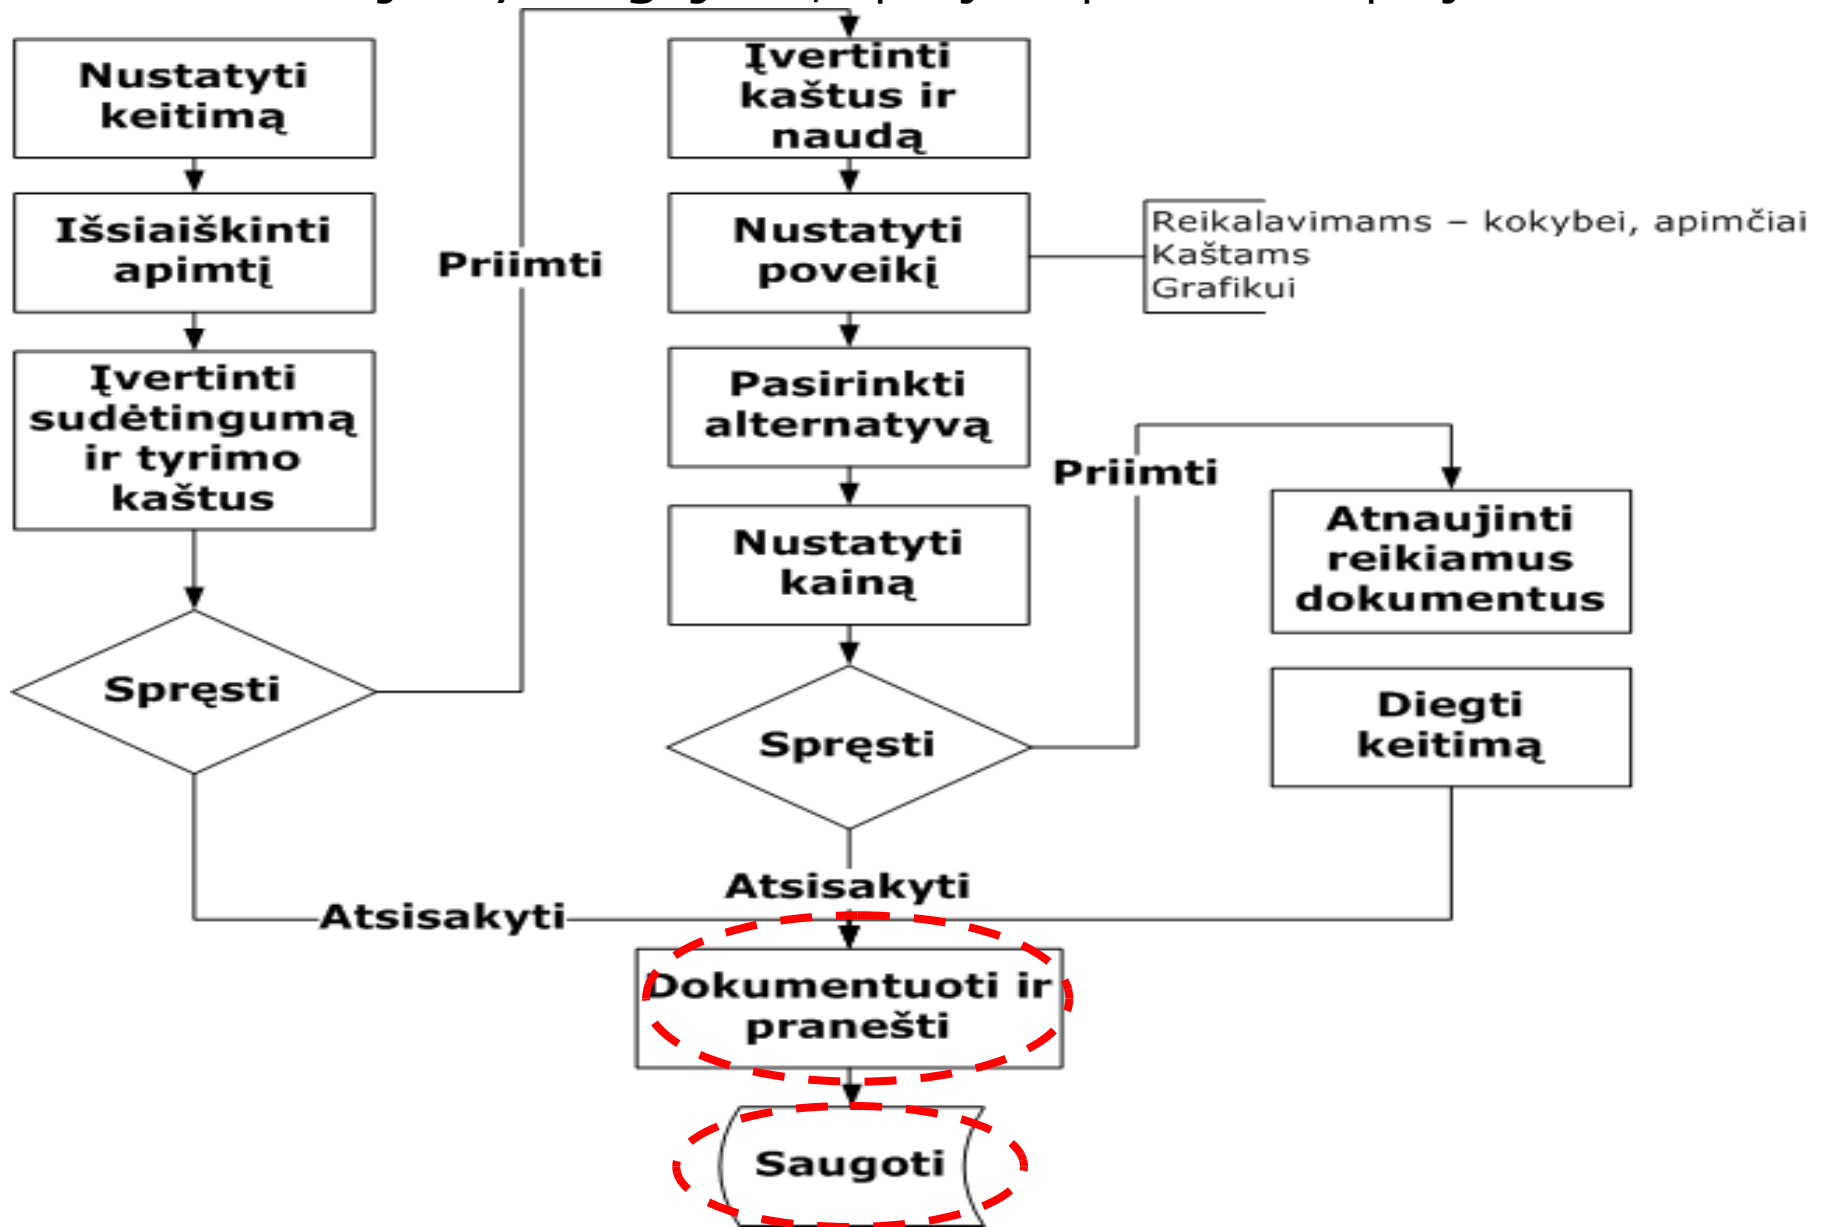 Nustatyti
keitimą
Išsiaiškinti
apimtį
Įvertinti
sudėtingumą
ir tyrimo
kaštus
Spręsti
Priimti
Atsisakyti
Įvertinti
kaštus ir
naudą
Nustatyti
poveikį
Reikalavimams – kokybei, apimčiai
Kaštams
Grafikui
Pasirinkti
alternatyvą
Nustatyti
kainą
Spręsti
Priimti
Atsisakyti
Atnaujinti
reikiamus
dokumentus
Diegti
keitimą
Dokumentuoti ir
pranešti
Saugoti